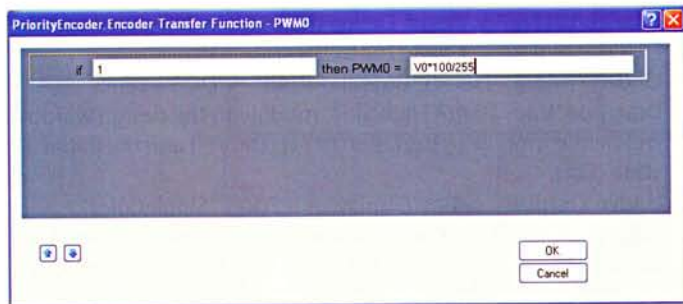 PriorityEncoder.Encoder Transfer Function - PWM0
if 1 then PWM0 = V0*100/255
OK
Cancel